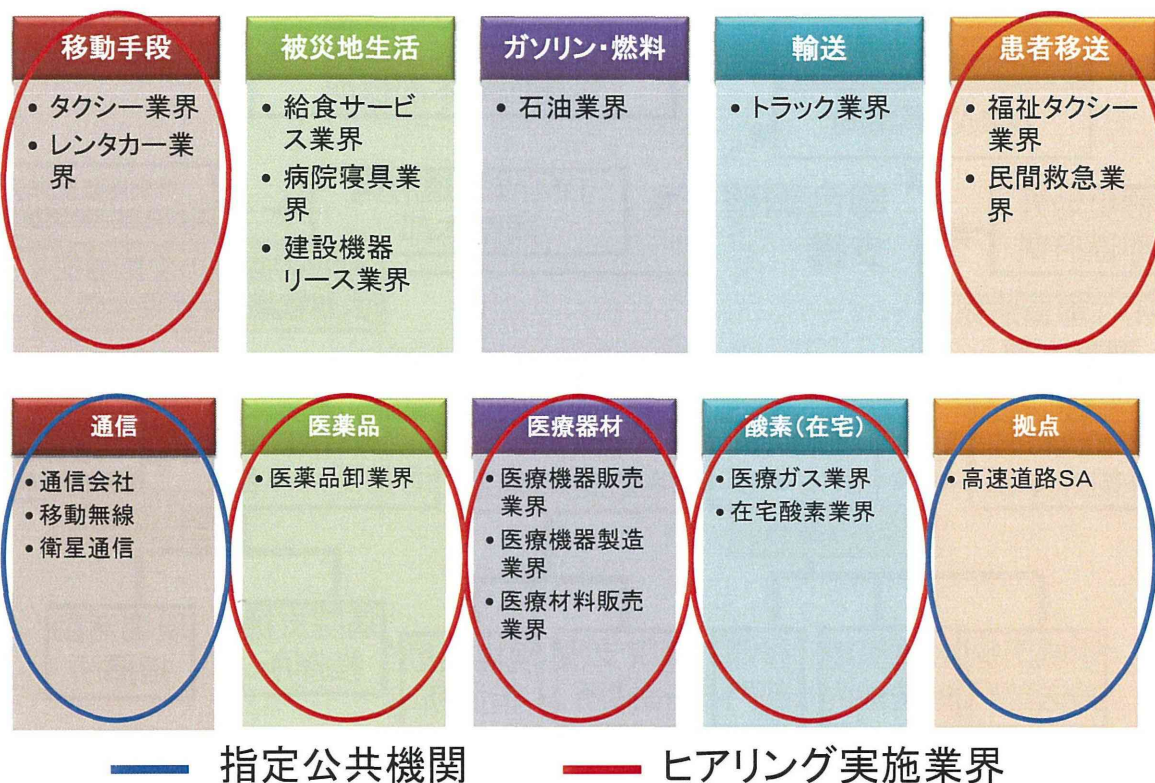 移動手段
• タクシー業界
• レンタカー業
界
被災地生活
• 給食サービ
ス業界
• 病院寝具業
界
• 建設機器
リース業界
ガソリン・燃料
• 石油業界
輸送
• トラック業界
患者移送
• 福祉タクシー
業界
• 民間救急業
界
通信
• 通信会社
• 移動無線
• 衛星通信
医薬品
• 医薬品卸業界
医療器材
• 医療機器販売
業界
• 医療機器製造
業界
• 医療材料販売
業界
酸素(在宅)
• 医療ガス業界
• 在宅酸素業界
拠点
• 高速道路SA
指定公共機関
ヒアリング実施業界